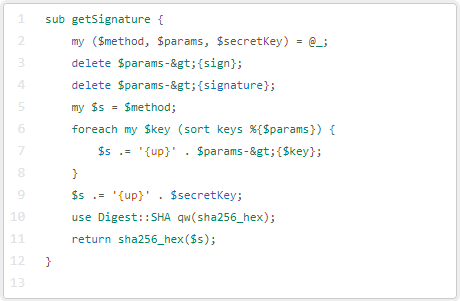 1 sub getSignature {
2     my ($method, $params, $secretKey) = @_;
3     delete $params-&gt;{sign};
4     delete $params-&gt;{signature};
5     my $s = $method;
6     foreach my $key (sort keys %{$params}) {
7         $s .= '{up}' . $params-&gt;{$key};
8     }
9     $s .= '{up}' . $secretKey;
10     use Digest::SHA qw(sha256_hex);
11     return sha256_hex($s);
12 }
13